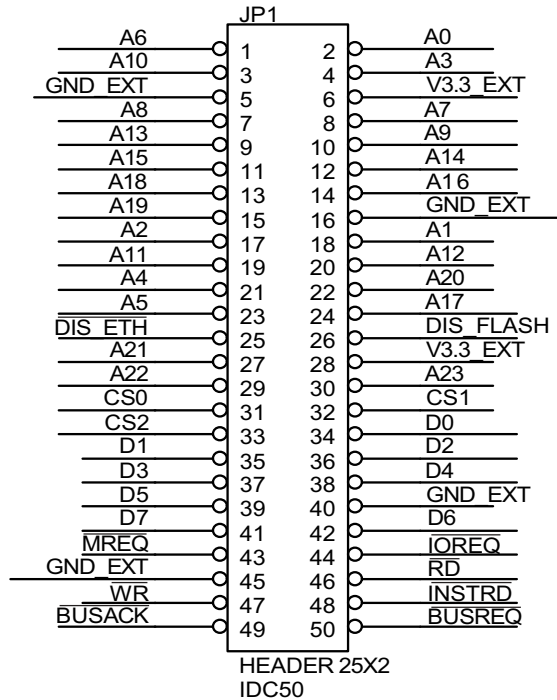 JP1
A6 1 2 A0
A10 3 4 A3
GND_EXT 5 6 V3.3_EXT
A8 7 8 A7
A13 9 10 A9
A15 11 12 A14
A18 13 14 A16
A19 15 16 GND_EXT
A2 17 18 A1
A11 19 20 A12
A4 21 22 A20
A5 23 24 A17
DIS_ETH 25 26 DIS_FLASH
A21 27 28 V3.3_EXT
A22 29 30 A23
CS0 31 32 CS1
CS2 33 34 D0
D1 35 36 D2
D3 37 38 D4
D5 39 40 GND_EXT
D7 41 42 D6
MREQ 43 44 IOREQ
GND_EXT 45 46 RD
WR 47 48 INSTRD
BUSACK 49 50 BUSREQ
HEADER 25X2
IDC50